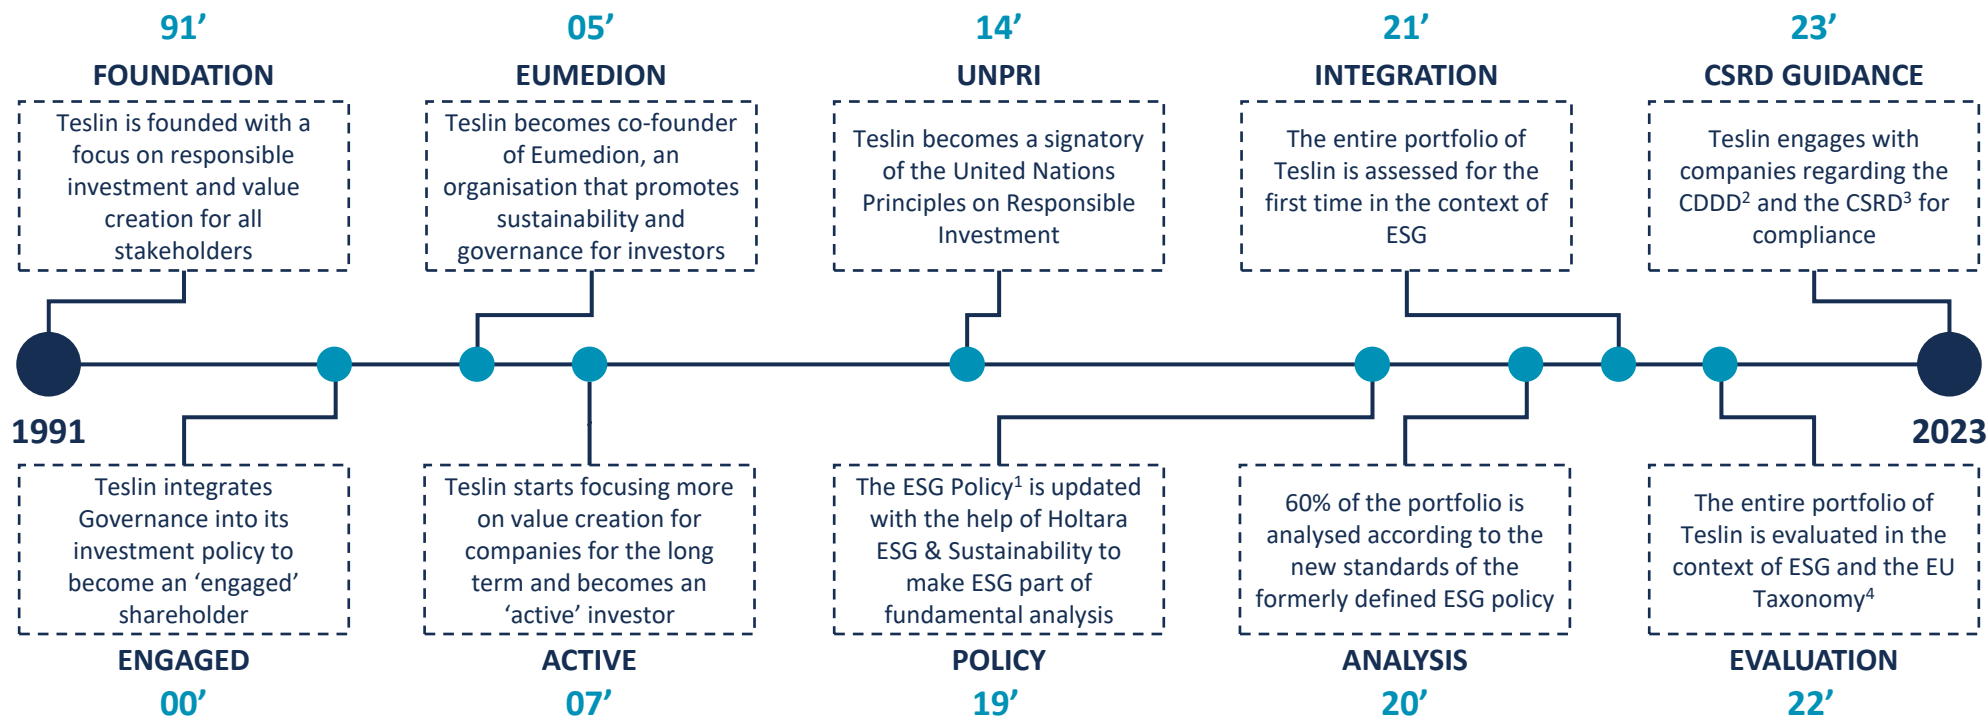 91’
FOUNDATION
Teslin is founded with a
focus on responsible
investment and value
creation for all
stakeholders
05’
EUMEDION
Teslin becomes co-founder
of Eumedion, an
organisation that promotes
sustainability and
governance for investors
14’
UNPRI
Teslin becomes a signatory
of the United Nations
Principles on Responsible
Investment
21’
INTEGRATION
The entire portfolio of
Teslin is assessed for the
first time in the context of
ESG
23’
CSRD GUIDANCE
Teslin engages with
companies regarding the
CDDD² and the CSRD³ for
compliance
1991
2023
Teslin integrates
Governance into its
investment policy to
become an ‘engaged’
shareholder
ENGAGED
00’
Teslin starts focusing more
on value creation for
companies for the long
term and becomes an
‘active’ investor
ACTIVE
07’
The ESG Policy¹ is updated
with the help of Holtara
ESG & Sustainability to
make ESG part of
fundamental analysis
POLICY
19’
60% of the portfolio is
analysed according to the
new standards of the
formerly defined ESG policy
ANALYSIS
20’
The entire portfolio of
Teslin is evaluated in the
context of ESG and the EU
Taxonomy⁴
EVALUATION
22’